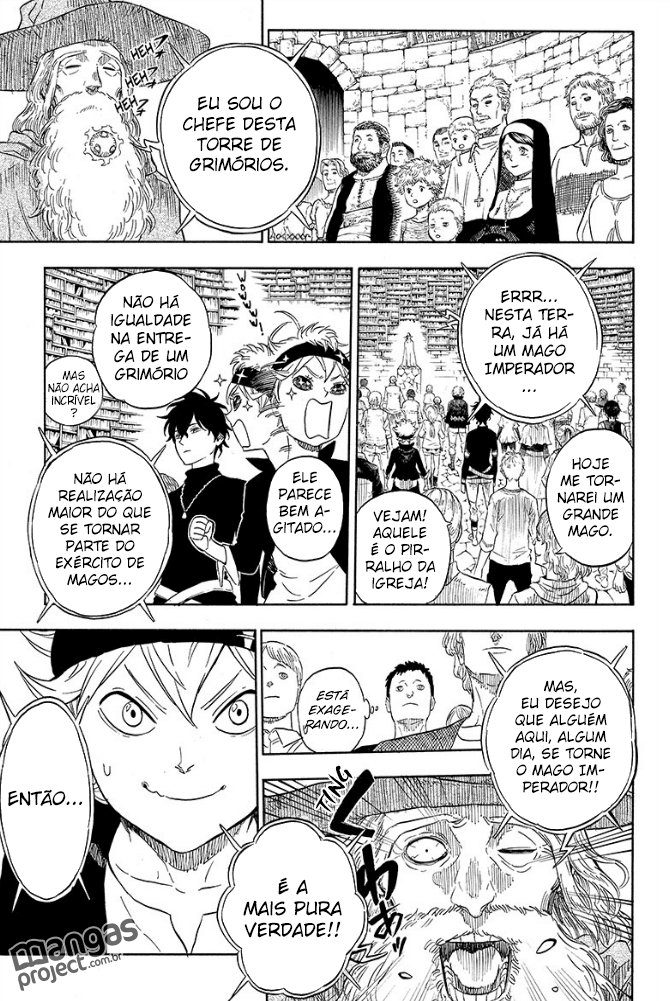 EU SOU O
CHEFE DESTA
TORRE DE
GRIMÓRIOS.
HEH?
HEH?
HEH?
ERRR...
NESTA TER-
RA, JÁ HÁ
UM MAGO
IMPERADOR
...
HOJE
ME TOR-
NAREI UM
GRANDE
MAGO.
VEJAM!
AQUELE
É O PIR-
RALHO DA
IGREJA!
NÃO HÁ
IGUALDADE
NA ENTRE-
GA DE UM
GRIMÓRIO
MAS
NÃO ACHA
INCRÍVEL
?
ELE
PARECE
BEM A-
GITADO...
NÃO HÁ
REALIZAÇÃO
MAIOR DO QUE
SE TORNAR
PARTE DO
EXÉRCITO DE
MAGOS...
MAS,
EU DESEJO
QUE ALGUÉM
AQUI, ALGUM
DIA, SE TORNE
O MAGO IM-
PERADOR!!
ESTÁ
EXAGE-
RANDO...
TING
くわぁっ
É A
MAIS PURA
VERDADE!!
ENTÃO...
mangas
project.com.br